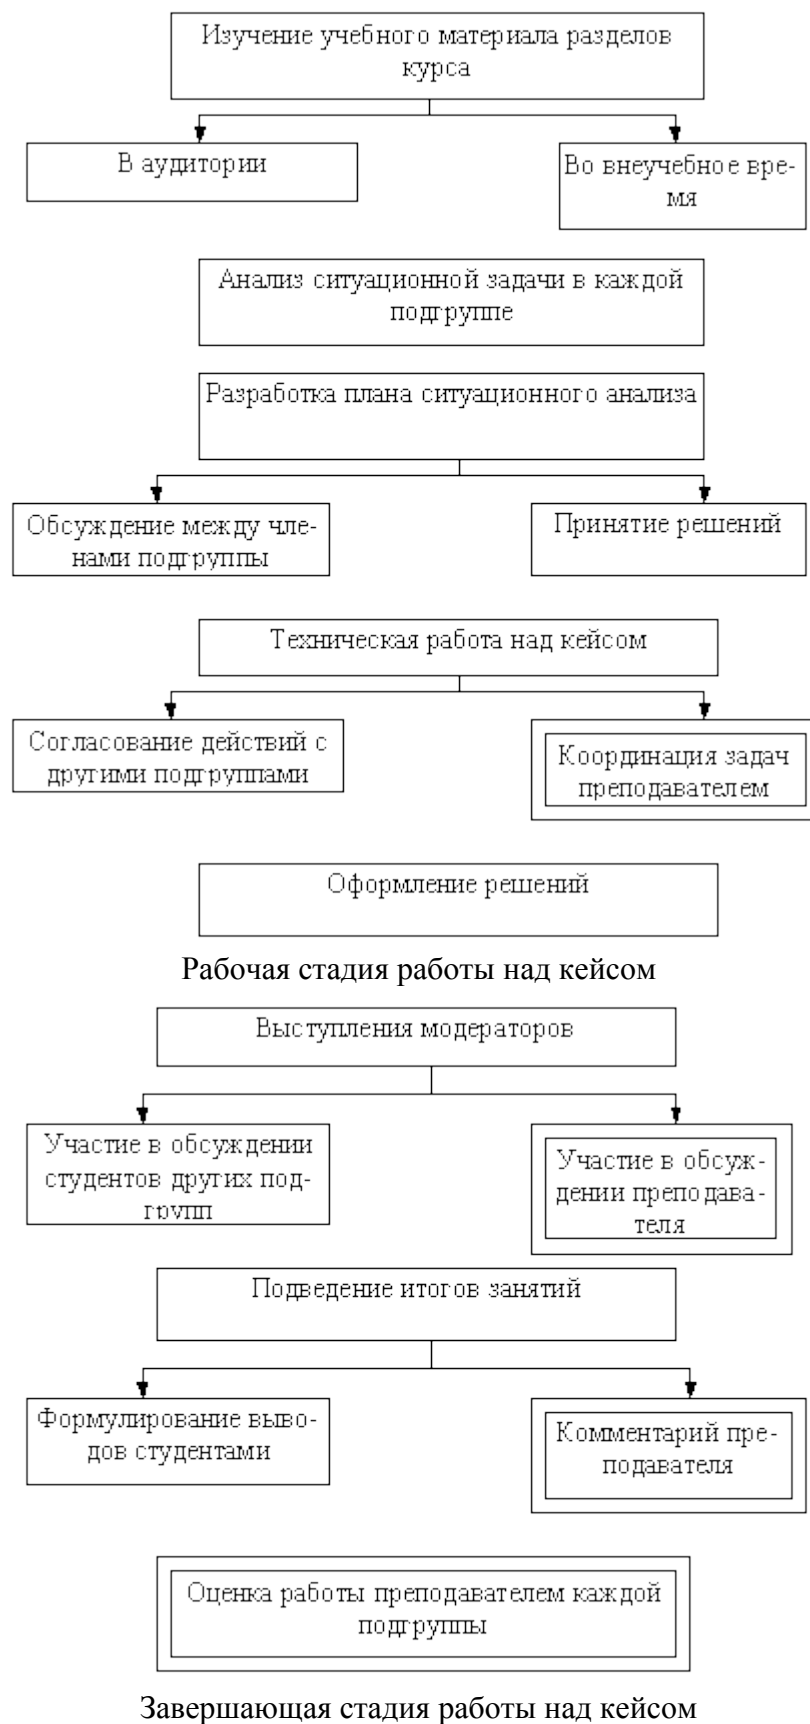 Изучение учебного материала разделов
курса
В аудитории
Во внеучебное вре-
мя
Анализ ситуационной задачи в каждой
подгруппе
Разработка плана ситуационного анализа
Обсуждение между чле-
нами подгруппы
Принятие решений
Техническая работа над кейсом
Согласование действий с
другими подгруппами
Координация задач
преподавателем
Оформление решений
Рабочая стадия работы над кейсом
Выступления модераторов
Участие в обсуждении
студентов других под-
групп
Участие в обсуж-
дении преподава-
теля
Подведение итогов занятий
Формулирование выво-
дов студентами
Комментарий пре-
подавателя
Оценка работы преподавателем каждой
подгруппы
Завершающая стадия работы над кейсом